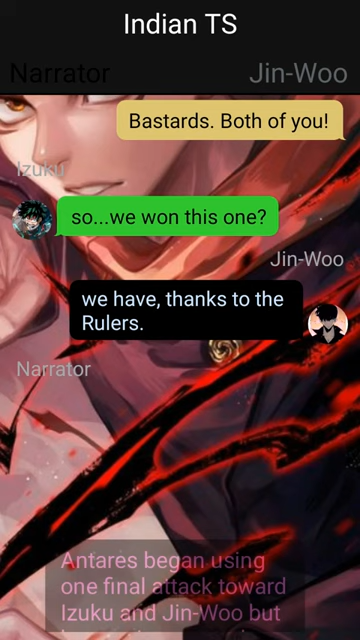 Indian TS
Narrator
Jin-Woo
Bastards. Both of you!
Izuku
so...we won this one?
Jin-Woo
we have, thanks to the
Rulers.
Narrator
Antares began using
one final attack toward
Izuku and Jin-Woo but